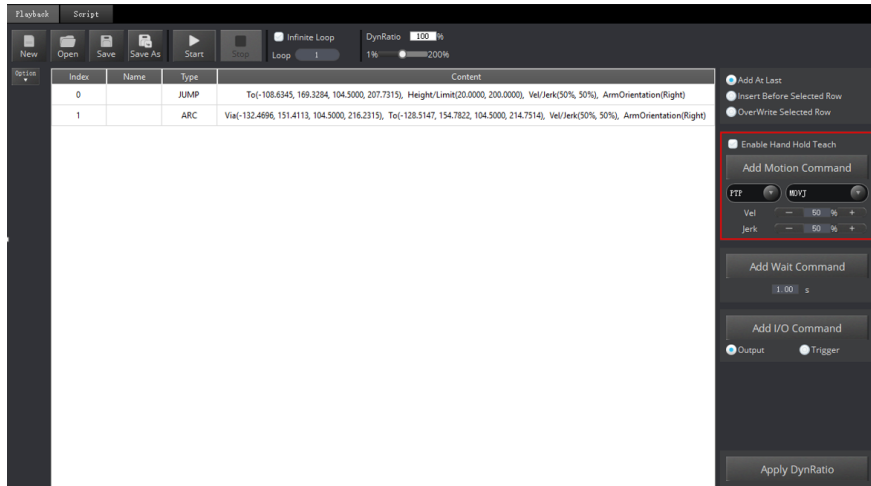 Playback Script
New Open Save Save As Start Stop
Infinite Loop
Loop 1
DynRatio 100 %
1% 200%
Option
Index Name Type Content
0 JUMP To(-108.6345, 169.3284, 104.5000, 207.7315), Height/Limit(20.0000, 200.0000), Vel/Jerk(50%, 50%), ArmOrientation(Right)
1 ARC Via(-132.4696, 151.4113, 104.5000, 216.2315), To(-128.5147, 154.7822, 104.5000, 214.7514), Vel/Jerk(50%, 50%), ArmOrientation(Right)
Add At Last
Insert Before Selected Row
OverWrite Selected Row
Enable Hand Hold Teach
Add Motion Command
PTP MOVJ
Vel — 50 % +
Jerk — 50 % +
Add Wait Command
1.00 s
Add I/O Command
Output Trigger
Apply DynRatio